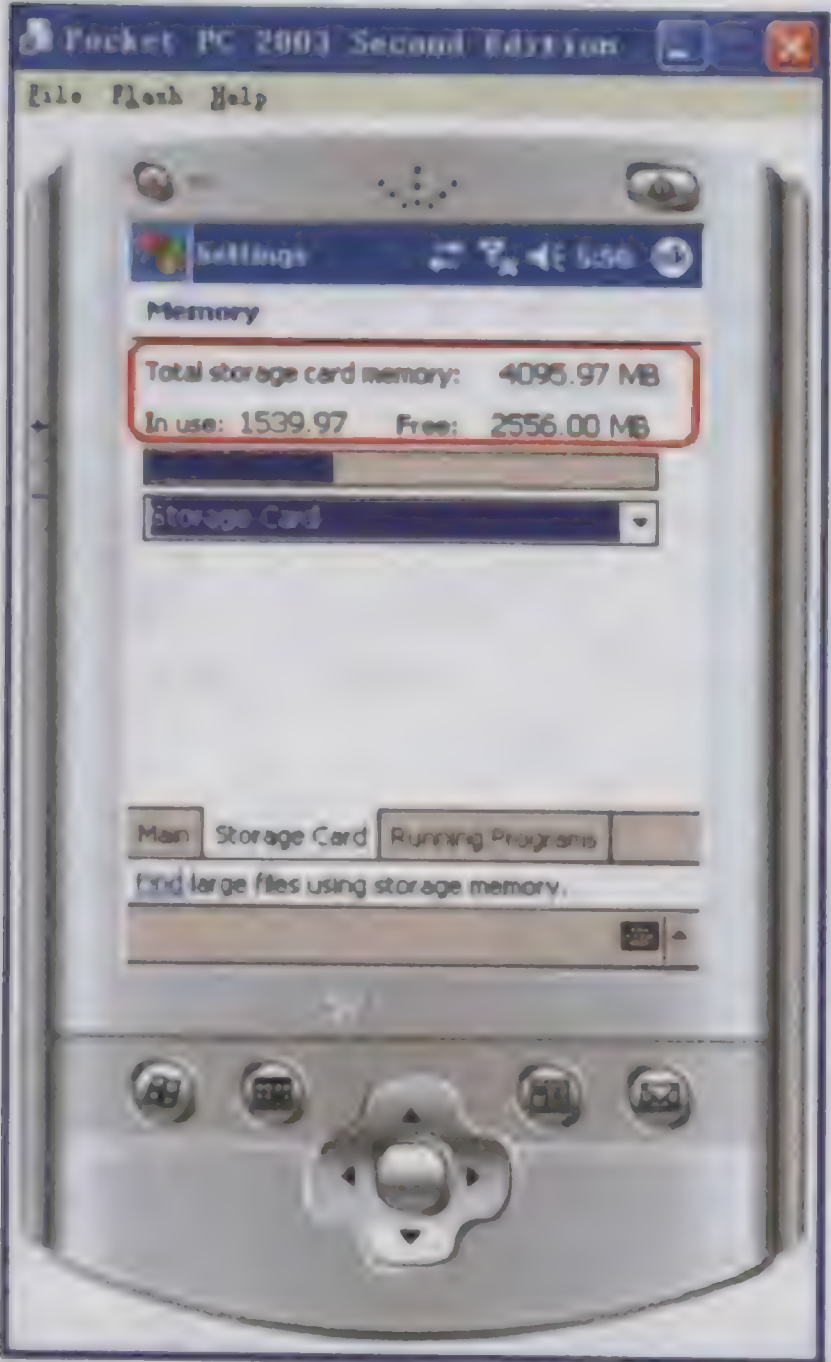 Pocket PC 2003 Second Edition
File Flash Help
Settings 5:56
Memory
Total storage card memory: 4095.97 MB
In use: 1539.97 Free: 2556.00 MB
Storage Card
Main Storage Card Running Programs
Find large files using storage memory.